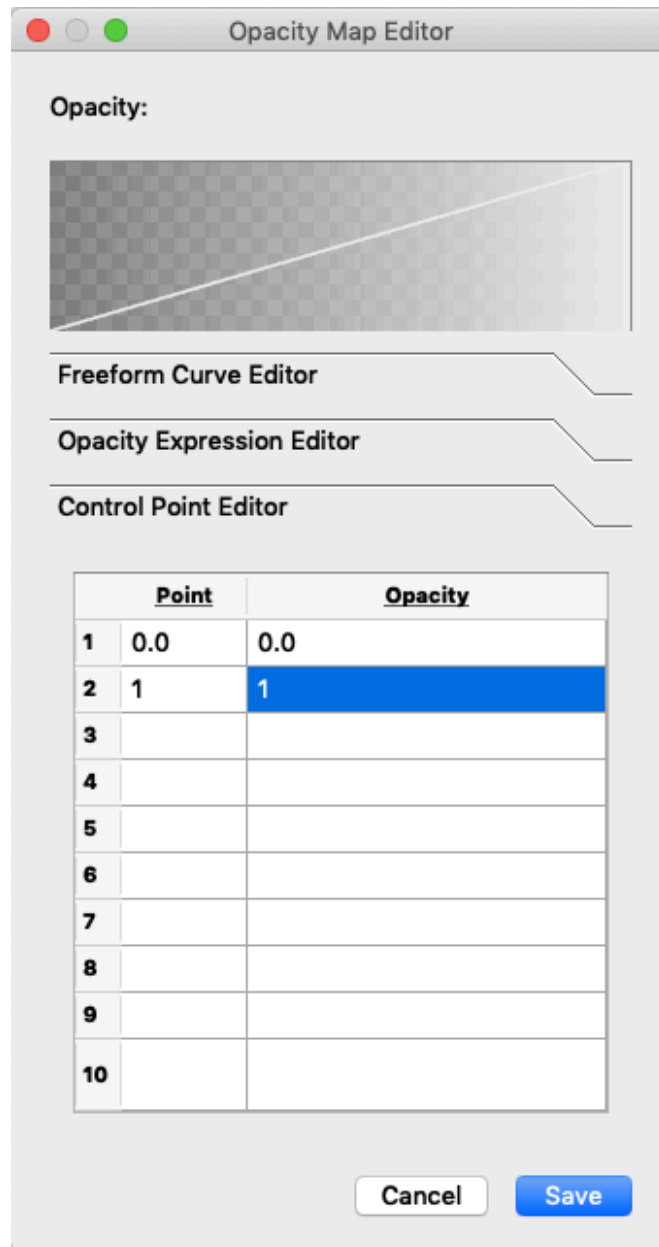 Opacity Map Editor
Opacity:
Freeform Curve Editor
Opacity Expression Editor
Control Point Editor
Point Opacity
1 0.0 0.0
2 1 1
3
4
5
6
7
8
9
10
Cancel Save